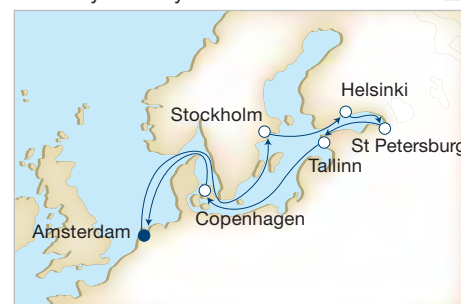 Helsinki
Stockholm
St Petersburg
Tallinn
Copenhagen
Amsterdam